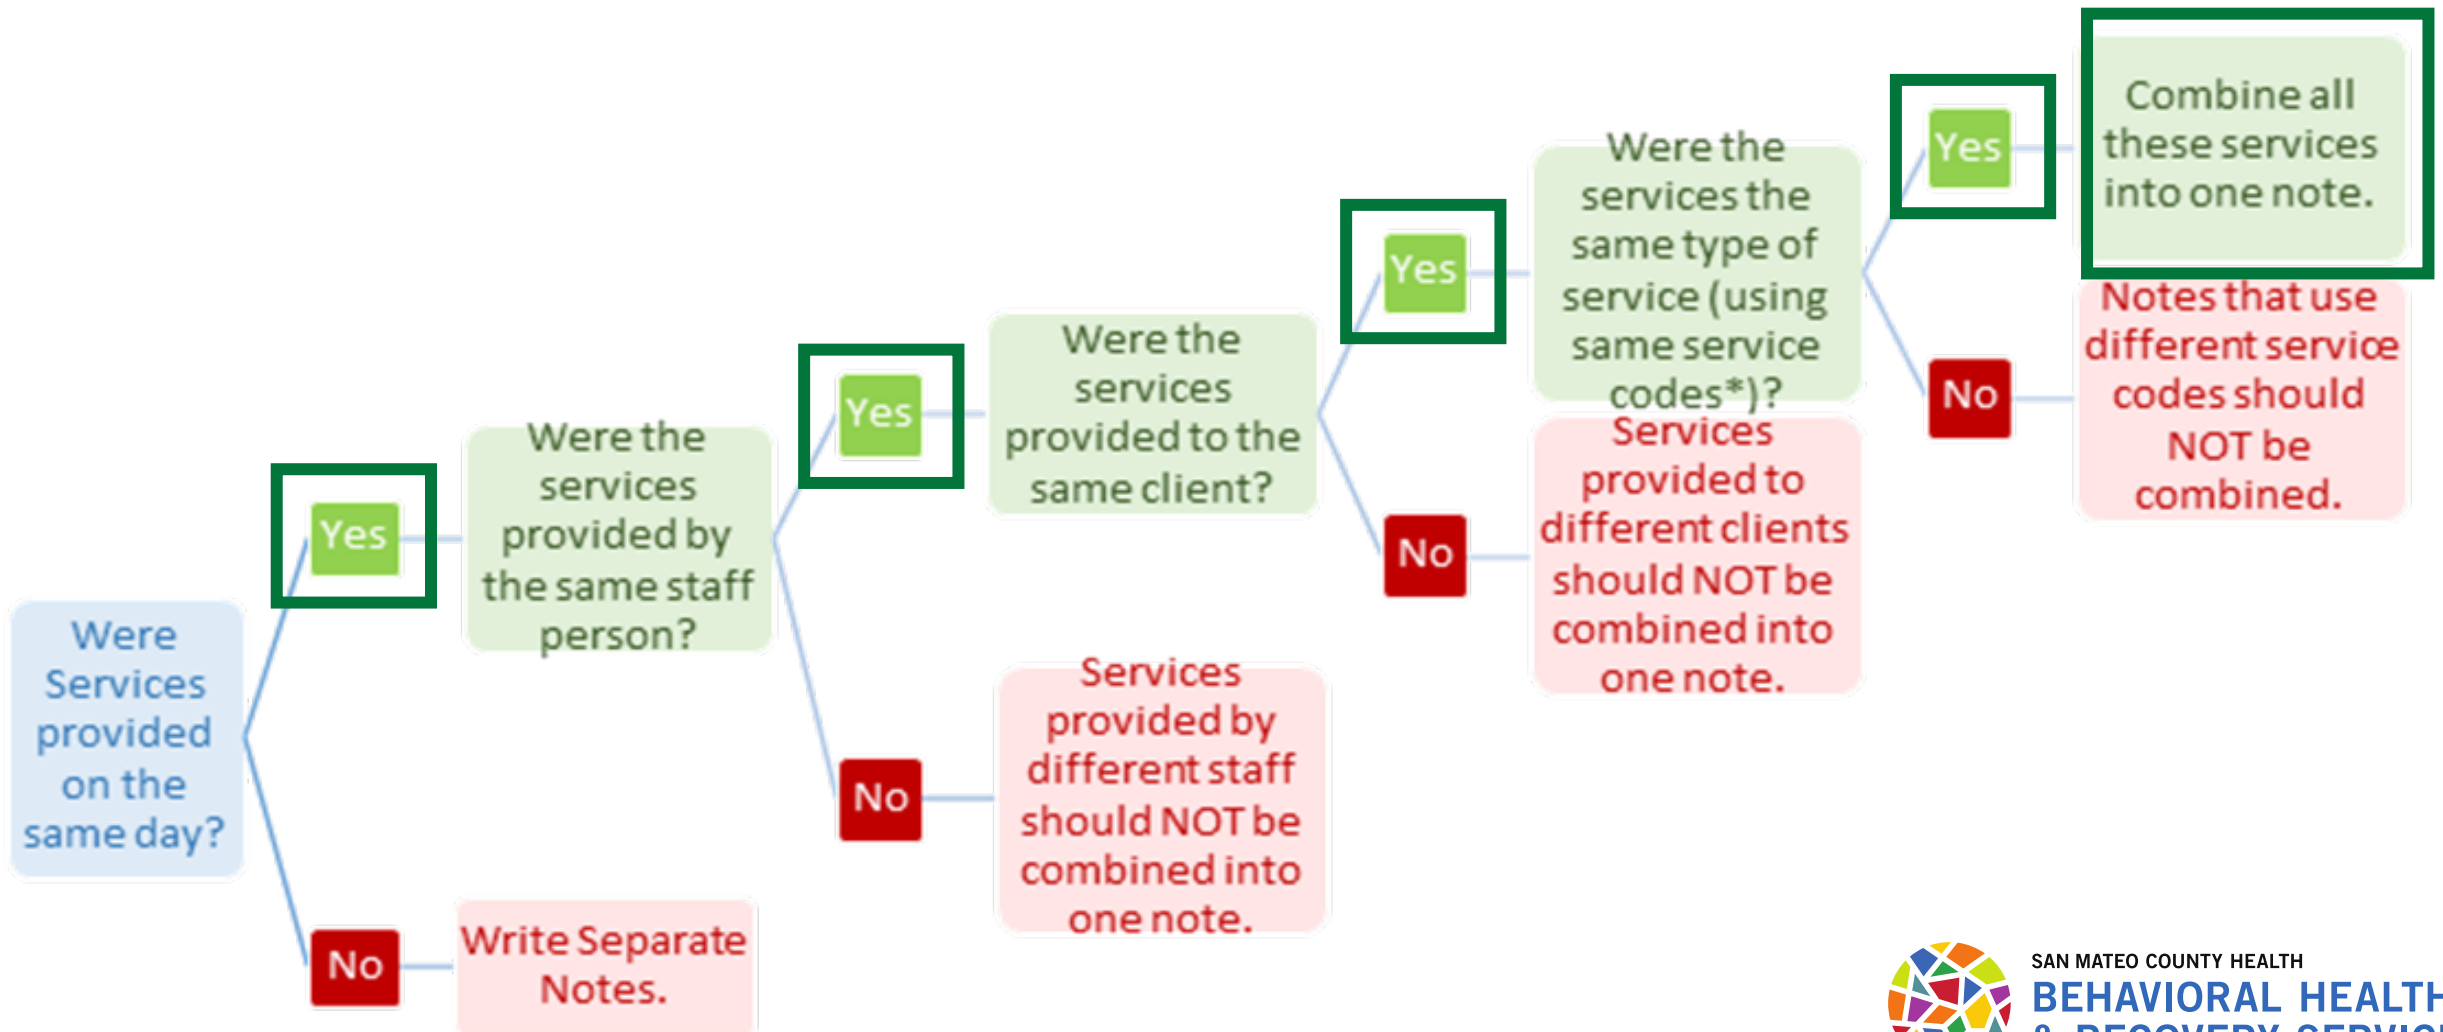 Were
Services
provided
on the
same day?
Yes
No
Write Separate
Notes.
Were the
services
provided by
the same staff
person?
Yes
No
Services
provided by
different staff
should NOT be
combined into
one note.
Were the
services
provided to the
same client?
Yes
No
Services
provided to
different clients
should NOT be
combined into
one note.
Were the
services the
same type of
service (using
same service
codes*)?
Yes
No
Combine all
these services
into one note.
Notes that use
different service
codes should
NOT be
combined.
SAN MATEO COUNTY HEALTH
BEHAVIORAL HEALTH
& RECOVERY